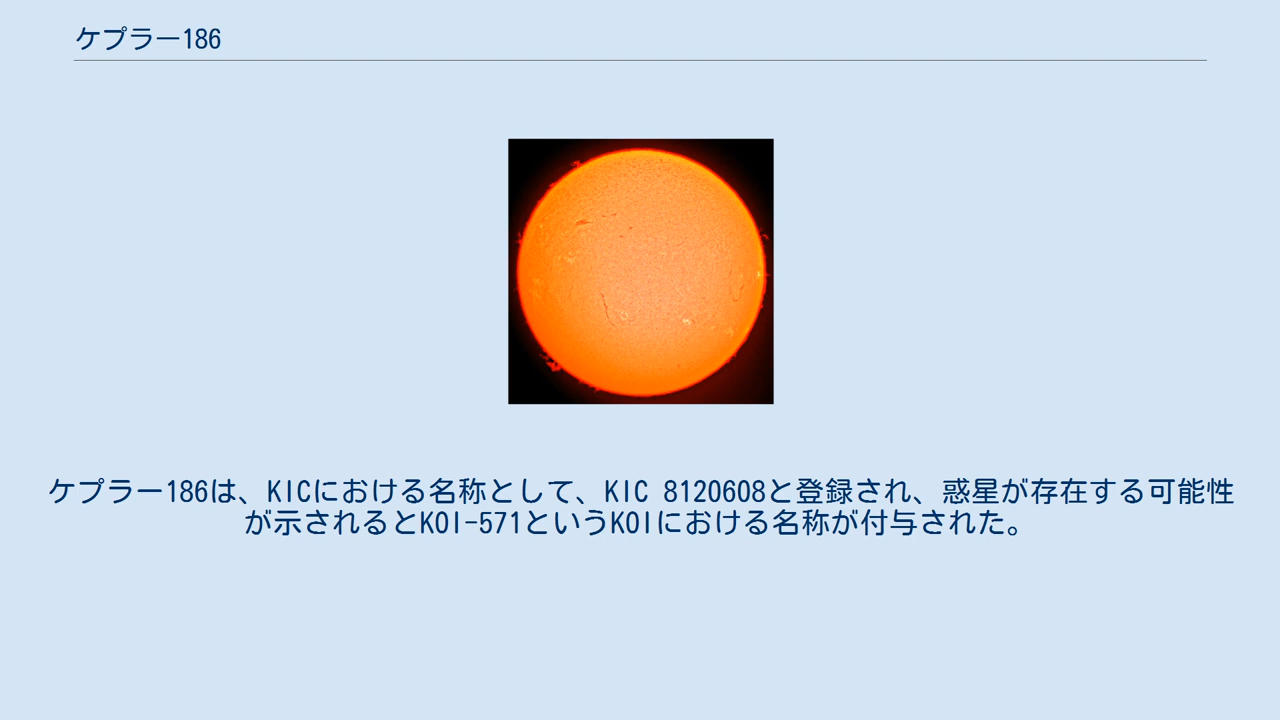 ケプラー186
ケプラー186は、KICにおける名称として、KIC 8120608と登録され、惑星が存在する可能性
が示されるとKOI-571というKOIにおける名称が付与された。